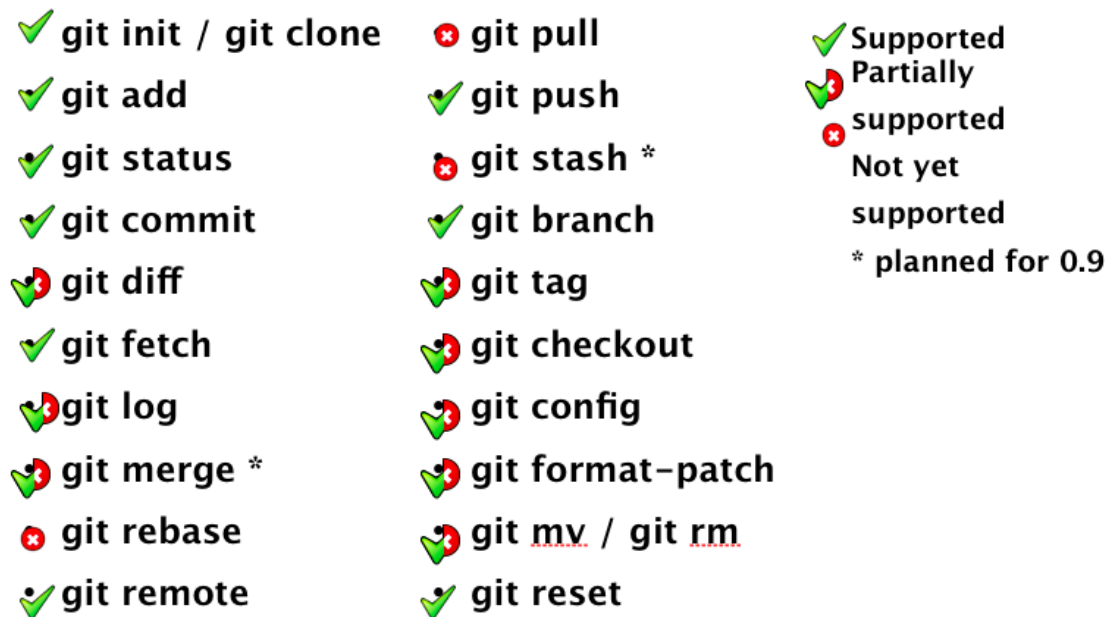 git init / git clone
git add
git status
git commit
git diff
git fetch
git log
git merge *
git rebase
git remote
git pull
git push
git stash *
git branch
git tag
git checkout
git config
git format-patch
git mv / git rm
git reset
Supported
Partially
supported
Not yet
supported
* planned for 0.9